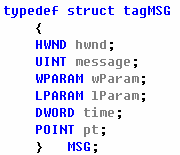 typedef struct tagMSG
{
HWND hwnd;
UINT message;
WPARAM wParam;
LPARAM lParam;
DWORD time;
POINT pt;
} MSG;